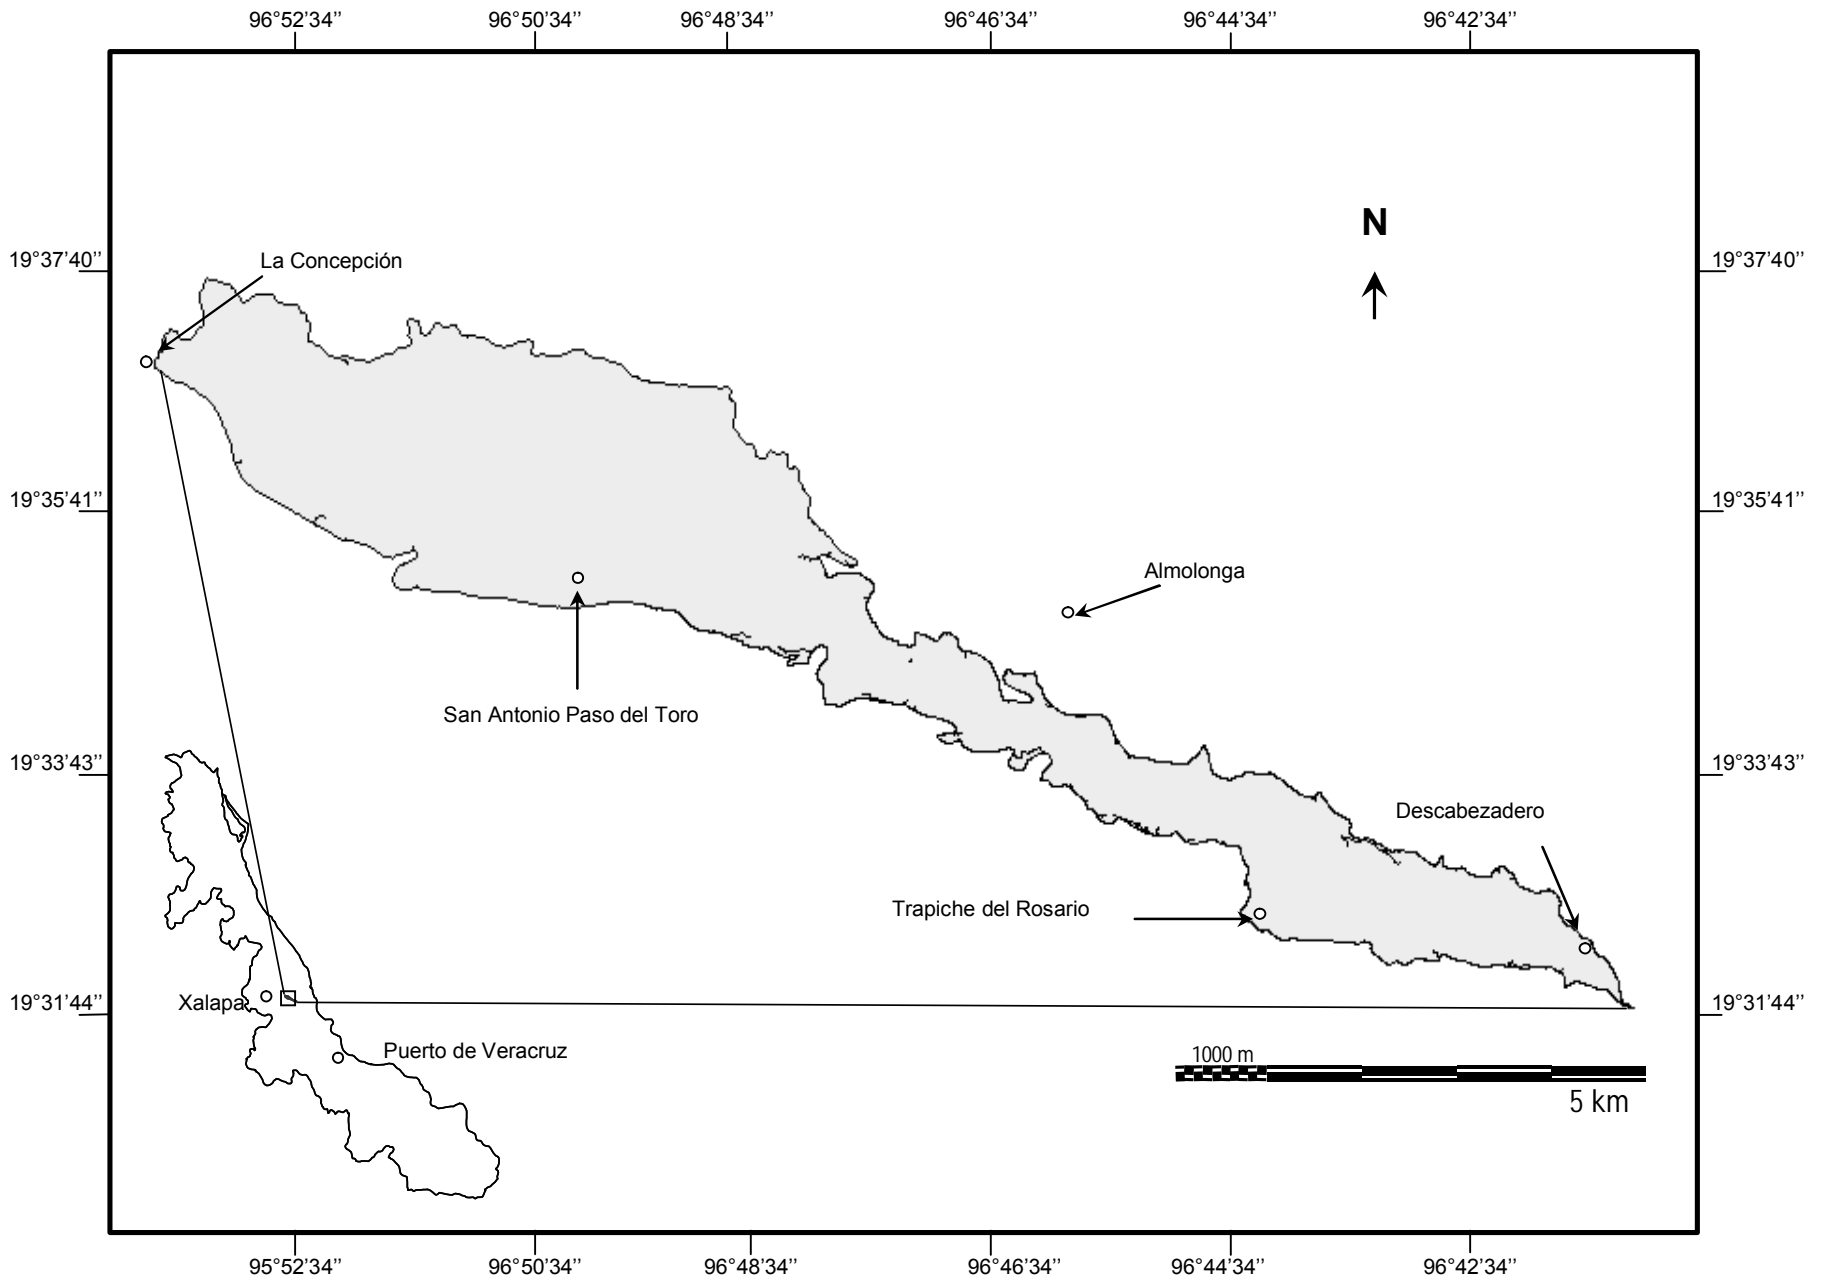 96°52’34’’ 96°50’34’’ 96°48’34’’ 96°46’34’’ 96°44’34’’ 96°42’34’’
N
19°37’40’’ La Concepción 19°37’40’’
19°35’41’’ 19°35’41’’
Almolonga
San Antonio Paso del Toro
19°33’43’’ 19°33’43’’
Descabezadero
Trapiche del Rosario
19°31’44’’ Xalapa 19°31’44’’
Puerto de Veracruz 1000 m
5 km
95°52’34’’ 96°50’34’’ 96°48’34’’ 96°46’34’’ 96°44’34’’ 96°42’34’’